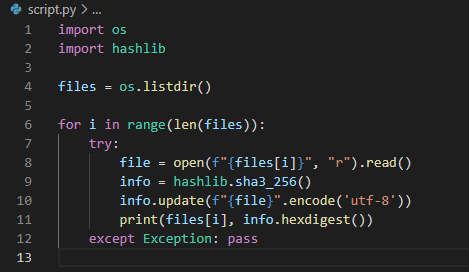 script.py > ...
1 import os
2 import hashlib
3
4 files = os.listdir()
5
6 for i in range(len(files)):
7     try:
8         file = open(f"{files[i]}", "r").read()
9         info = hashlib.sha3_256()
10         info.update(f"{file}".encode('utf-8'))
11         print(files[i], info.hexdigest())
12     except Exception: pass
13